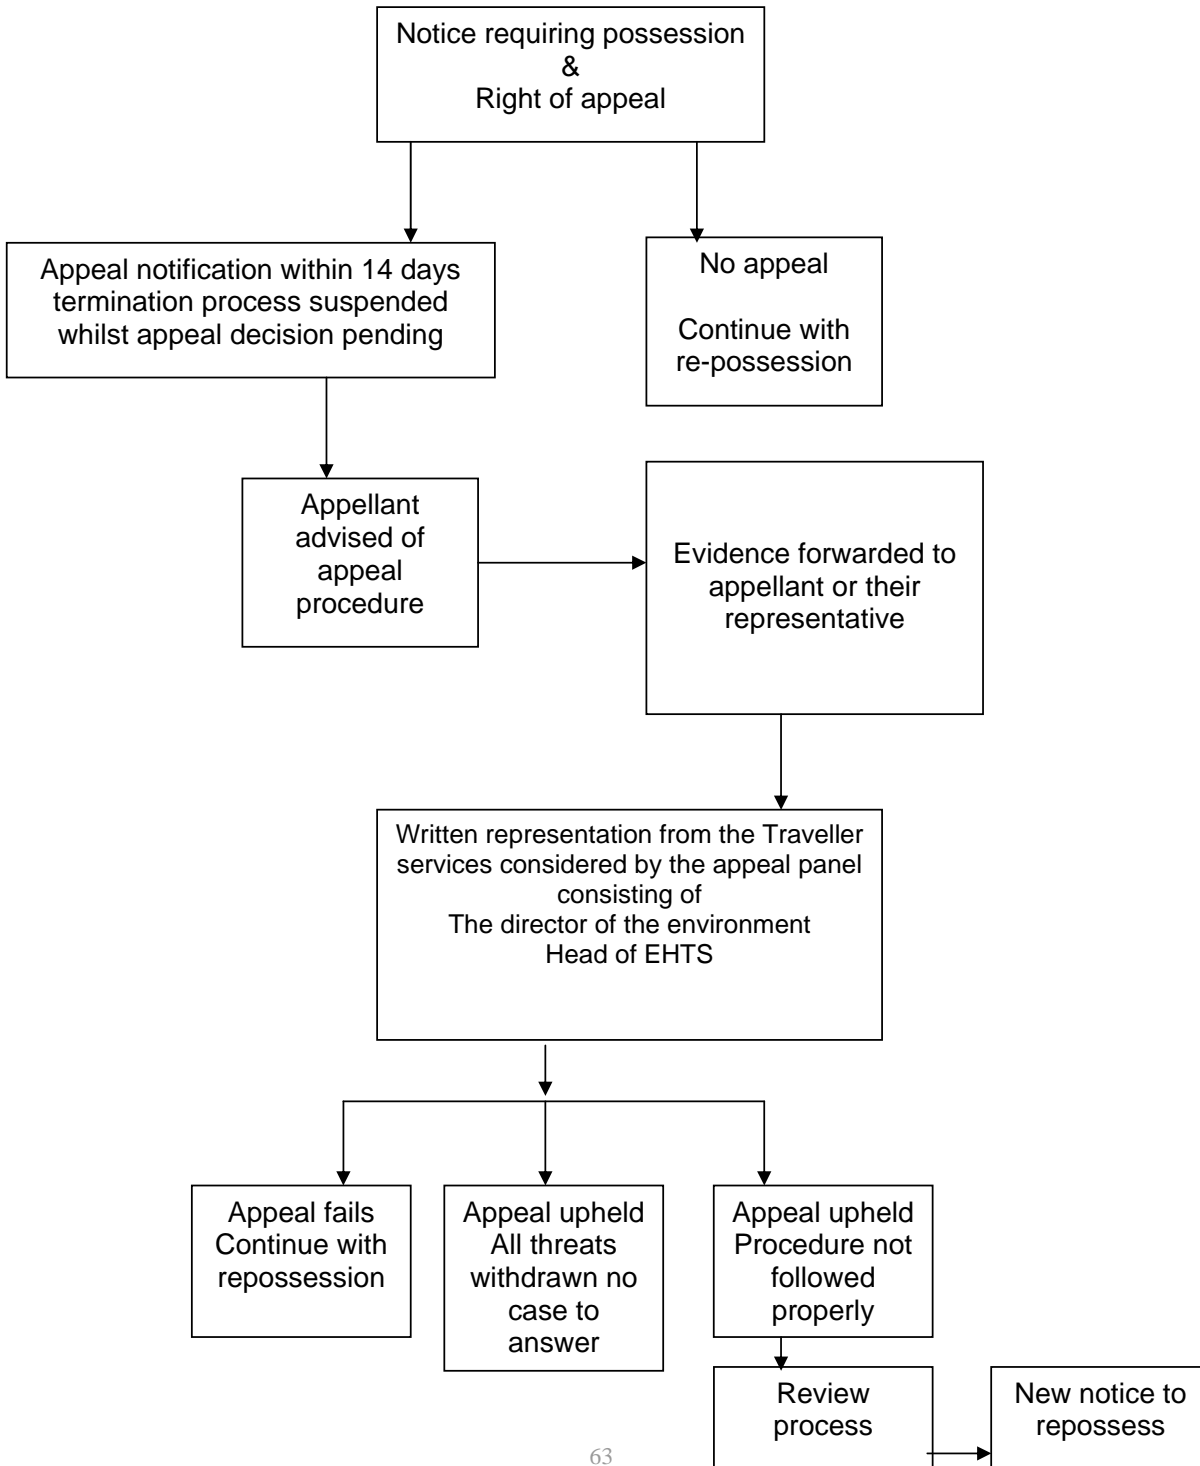 Notice requiring possession
&
Right of appeal
Appeal notification within 14 days
termination process suspended
whilst appeal decision pending
No appeal
Continue with
re-possession
Appellant
advised of
appeal
procedure
Evidence forwarded to
appellant or their
representative
Written representation from the Traveller
services considered by the appeal panel
consisting of
The director of the environment
Head of EHTS
Appeal fails
Continue with
repossession
Appeal upheld
All threats
withdrawn no
case to
answer
Appeal upheld
Procedure not
followed
properly
Review
process
New notice to
repossess
63